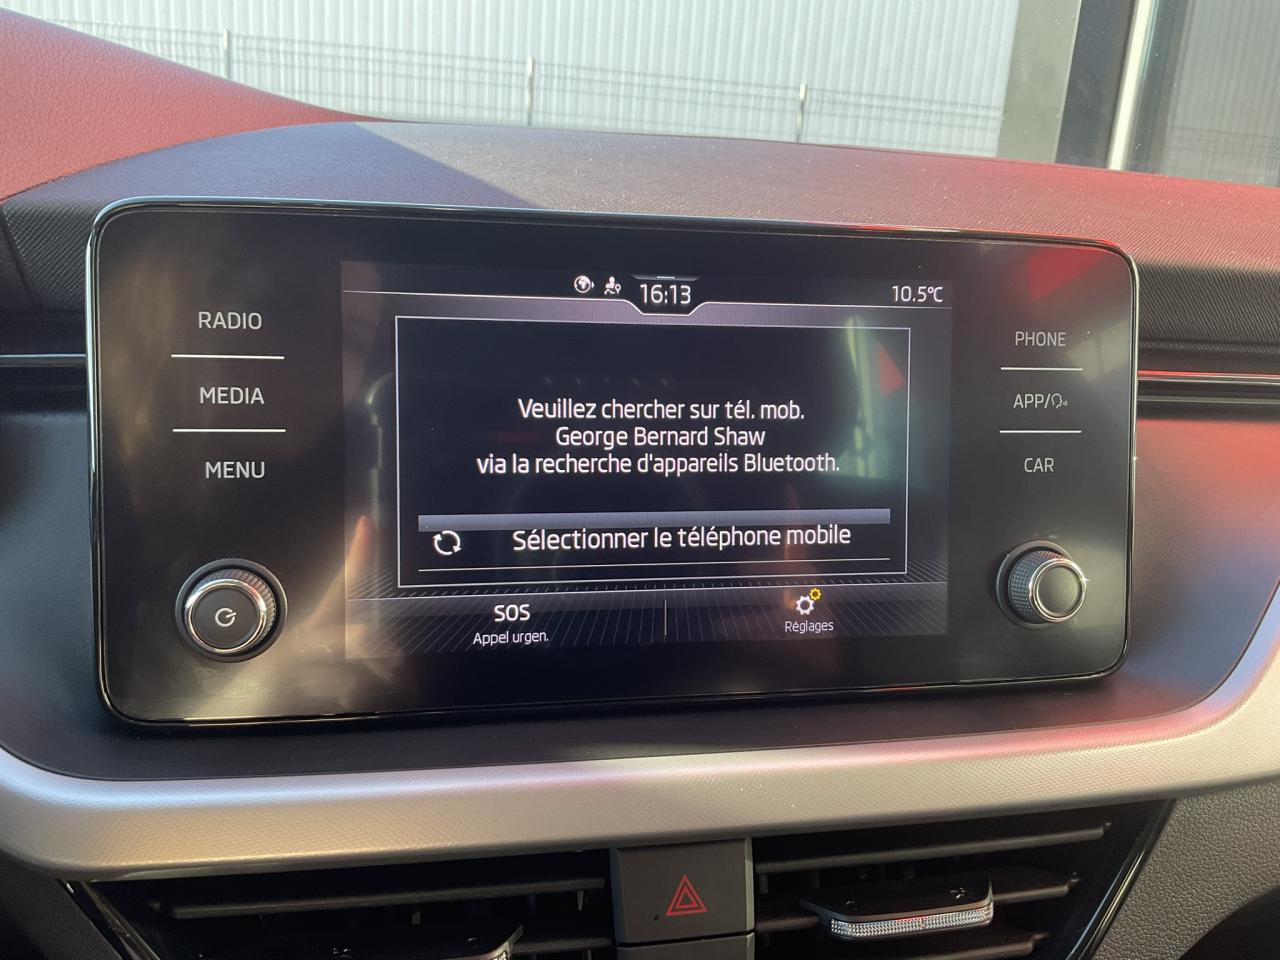 16:13
10.5°C
RADIO
MEDIA
MENU
Veuillez chercher sur tél. mob.
George Bernard Shaw
via la recherche d'appareils Bluetooth.
Sélectionner le téléphone mobile
SOS
Appel urgen.
Réglages
PHONE
APP/
CAR